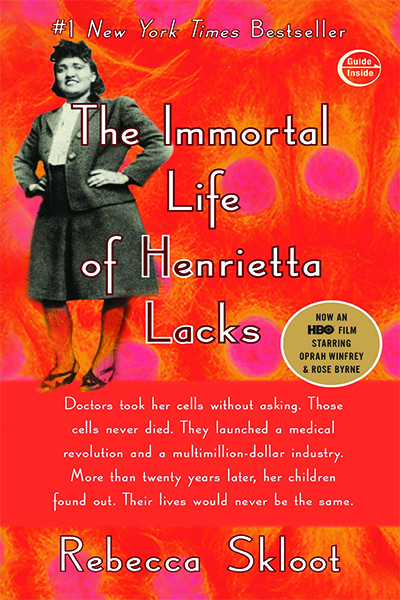 #1 New York Times Bestseller
Guide
Inside
The Immortal
Life
of Henrietta
Lacks
NOW AN
HBO FILM
STARRING
OPRAH WINFREY
& ROSE BYRNE
Doctors took her cells without asking. Those
cells never died. They launched a medical
revolution and a multimillion-dollar industry.
More than twenty years later, her children
found out. Their lives would never be the same.
Rebecca Skloot